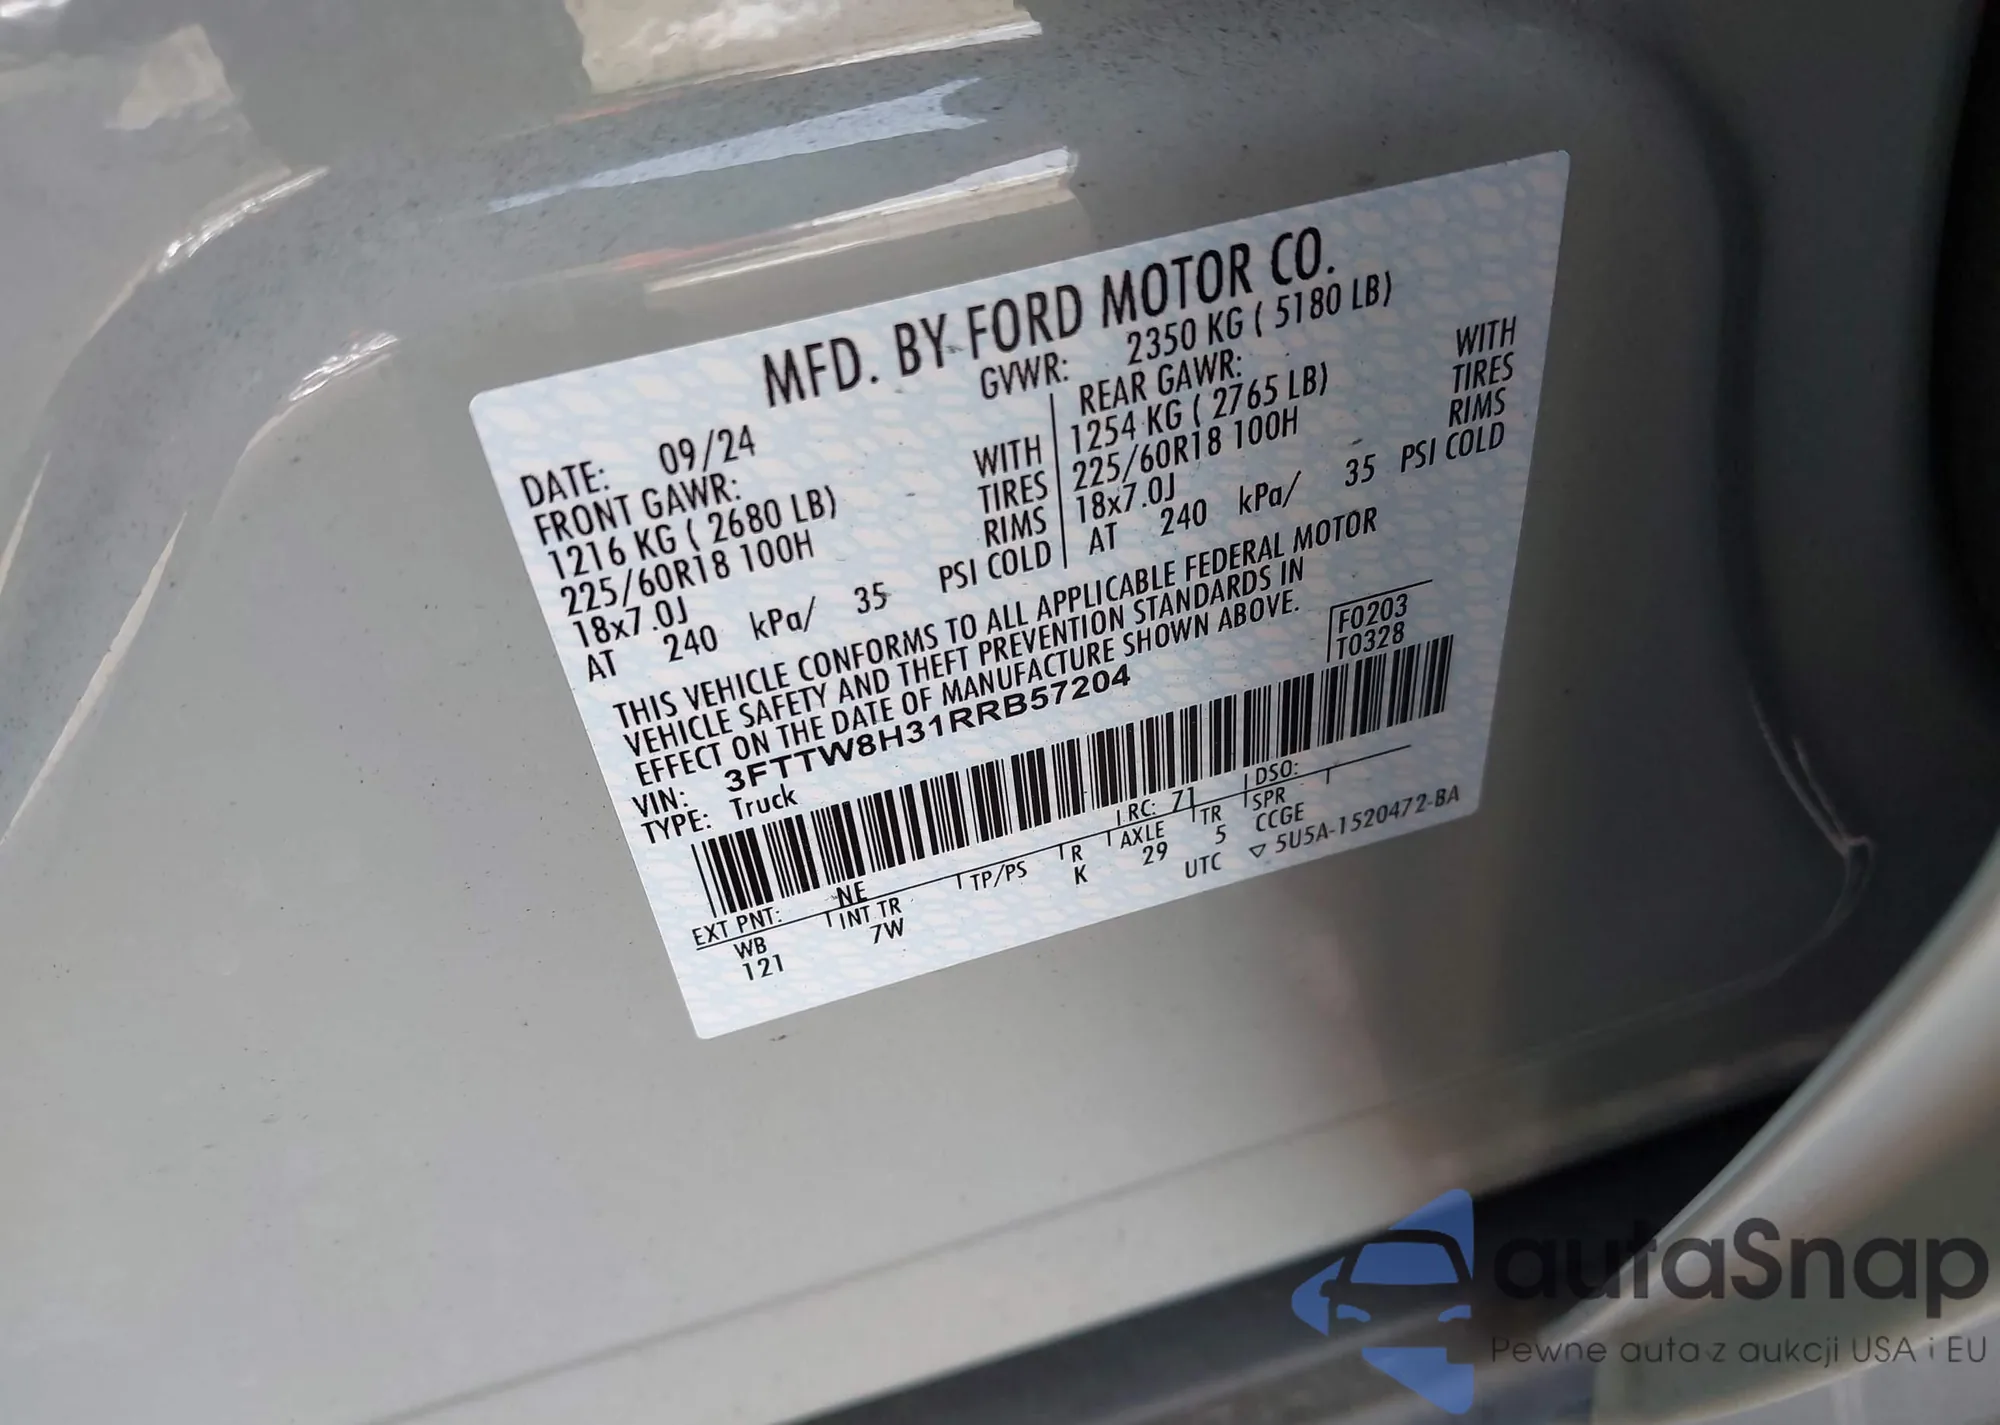 MFD. BY FORD MOTOR CO.
DATE: 09/24 GVWR: 2350 KG ( 5180 LB)
FRONT GAWR: REAR GAWR:
1216 KG ( 2680 LB) WITH 1254 KG ( 2765 LB) WITH
225/60R18 100H TIRES 225/60R18 100H TIRES
18x7.0J RIMS 18x7.0J RIMS
AT 240 kPa/ 35 PSI COLD AT 240 kPa/ 35 PSI COLD
THIS VEHICLE CONFORMS TO ALL APPLICABLE FEDERAL MOTOR
VEHICLE SAFETY AND THEFT PREVENTION STANDARDS IN
EFFECT ON THE DATE OF MANUFACTURE SHOWN ABOVE.
VIN: 3FTTW8H31RRB57204 F0203
TYPE: Truck T0328
EXT PNT: NE RC: 71 DSO:
WB INT TR TP/PS R AXLE TR SPR
121 7W K 29 5 CCGE
UTC ▽ 5U5A-1520472-BA
autaSnap
Pewne auta z aukcji USA i EU